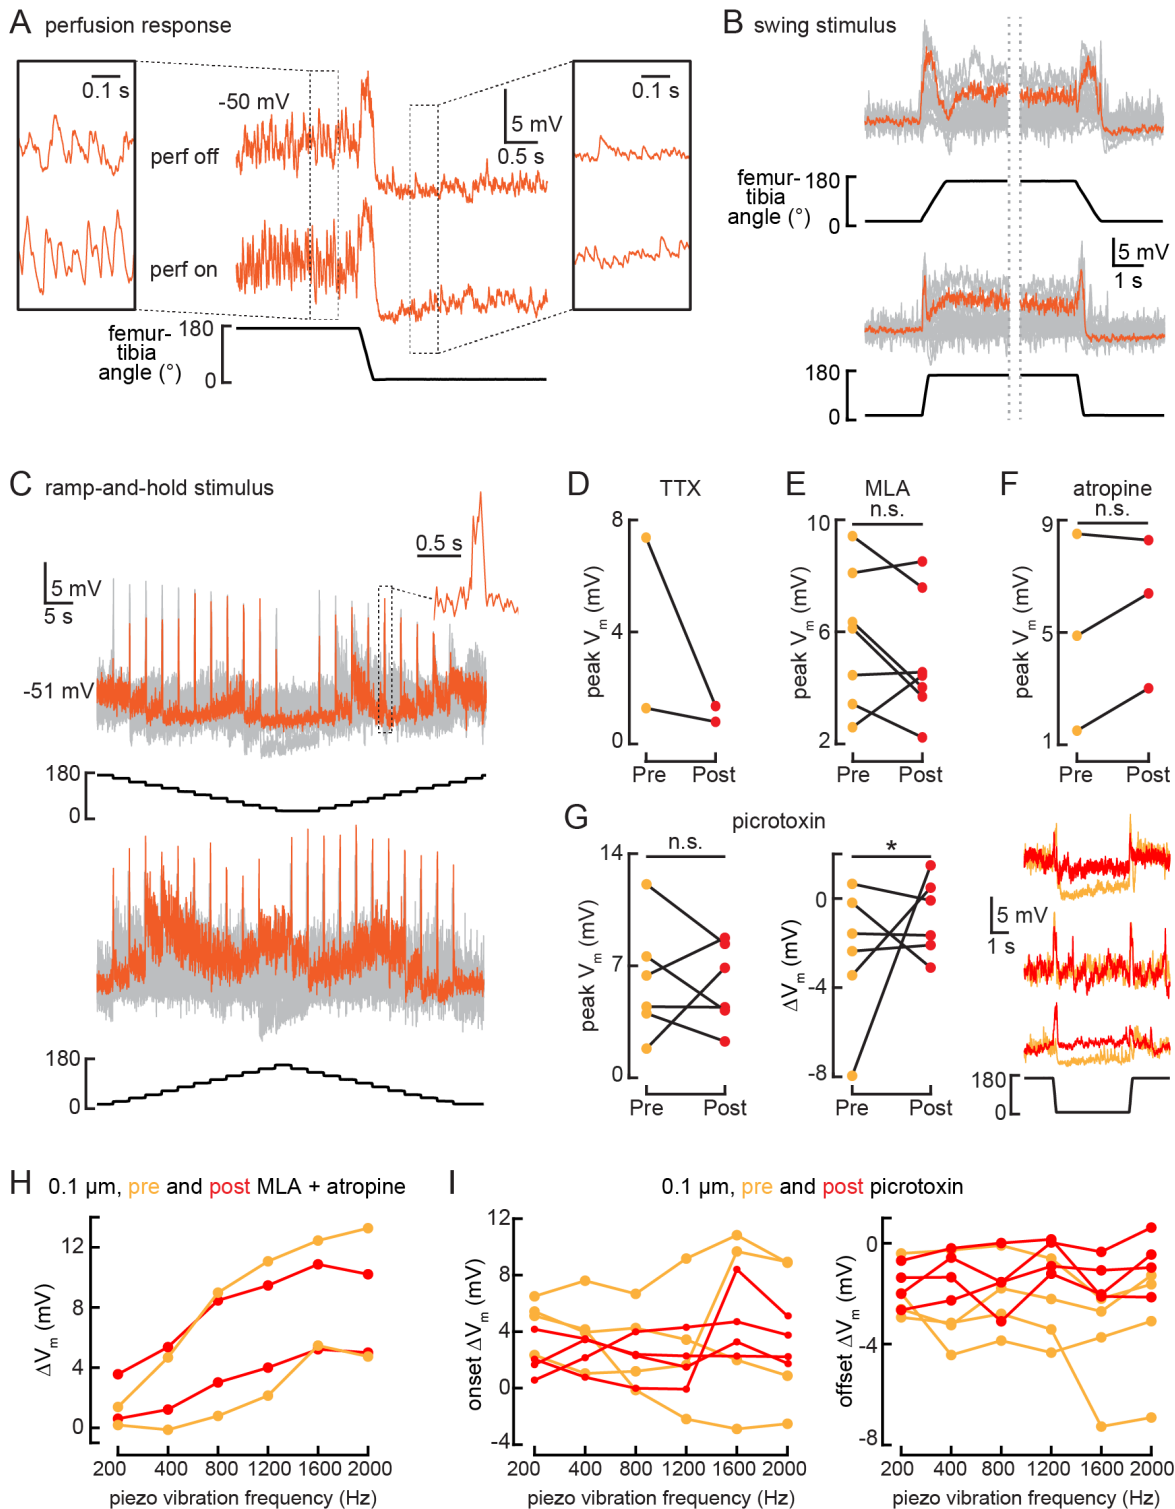 A perfusion response
0.1 s
-50 mV
perf off
perf on
5 mV
0.5 s
0.1 s
femur-
tibia
angle (°)
180
0
B swing stimulus
femur-
tibia
angle (°)
180
0
5 mV
1 s
180
0
C ramp-and-hold stimulus
5 mV
5 s
0.5 s
-51 mV
180
0
180
0
D TTX
peak Vm (mV)
8
4
0
Pre Post
E MLA
n.s.
peak Vm (mV)
10
6
2
Pre Post
F atropine
n.s.
peak Vm (mV)
9
5
1
Pre Post
G picrotoxin
n.s.
peak Vm (mV)
14
7
0
Pre Post
*
ΔVm (mV)
0
-4
-8
Pre Post
5 mV
1 s
180
0
H 0.1 µm, pre and post MLA + atropine
ΔVm (mV)
12
8
4
0
200 400 800 1200 1600 2000
piezo vibration frequency (Hz)
I 0.1 µm, pre and post picrotoxin
onset ΔVm (mV)
12
8
4
0
-4
200 400 800 1200 1600 2000
piezo vibration frequency (Hz)
offset ΔVm (mV)
0
-4
-8
200 400 800 1200 1600 2000
piezo vibration frequency (Hz)